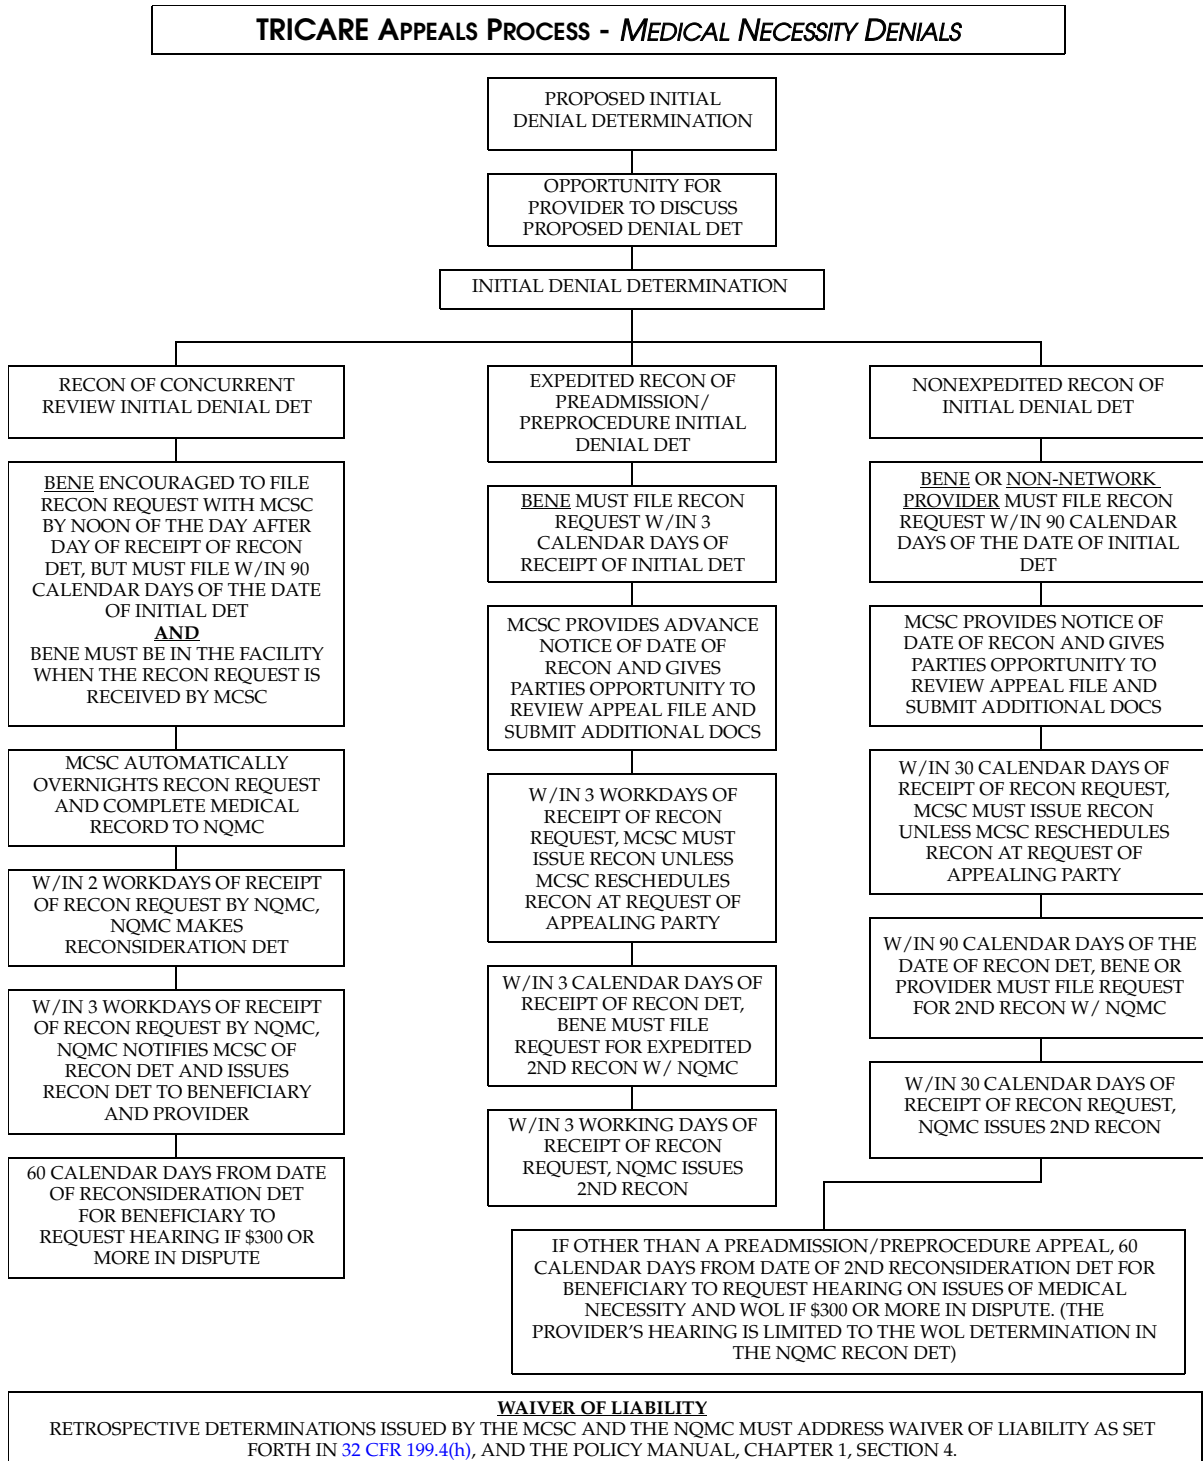 TRICARE APPEALS PROCESS - MEDICAL NECESSITY DENIALS
PROPOSED INITIAL
DENIAL DETERMINATION
OPPORTUNITY FOR
PROVIDER TO DISCUSS
PROPOSED DENIAL DET
INITIAL DENIAL DETERMINATION
RECON OF CONCURRENT
REVIEW INITIAL DENIAL DET
BENE ENCOURAGED TO FILE
RECON REQUEST WITH MCSC
BY NOON OF THE DAY AFTER
DAY OF RECEIPT OF RECON
DET, BUT MUST FILE W/IN 90
CALENDAR DAYS OF THE DATE
OF INITIAL DET
AND
BENE MUST BE IN THE FACILITY
WHEN THE RECON REQUEST IS
RECEIVED BY MCSC
MCSC AUTOMATICALLY
OVERNIGHTS RECON REQUEST
AND COMPLETE MEDICAL
RECORD TO NQMC
W/IN 2 WORKDAYS OF RECEIPT
OF RECON REQUEST BY NQMC,
NQMC MAKES
RECONSIDERATION DET
W/IN 3 WORKDAYS OF RECEIPT
OF RECON REQUEST BY NQMC,
NQMC NOTIFIES MCSC OF
RECON DET AND ISSUES
RECON DET TO BENEFICIARY
AND PROVIDER
60 CALENDAR DAYS FROM DATE
OF RECONSIDERATION DET
FOR BENEFICIARY TO
REQUEST HEARING IF $300 OR
MORE IN DISPUTE
EXPEDITED RECON OF
PREADMISSION/
PREPROCEDURE INITIAL
DENIAL DET
BENE MUST FILE RECON
REQUEST W/IN 3
CALENDAR DAYS OF
RECEIPT OF INITIAL DET
MCSC PROVIDES ADVANCE
NOTICE OF DATE OF
RECON AND GIVES
PARTIES OPPORTUNITY TO
REVIEW APPEAL FILE AND
SUBMIT ADDITIONAL DOCS
W/IN 3 WORKDAYS OF
RECEIPT OF RECON
REQUEST, MCSC MUST
ISSUE RECON UNLESS
MCSC RESCHEDULES
RECON AT REQUEST OF
APPEALING PARTY
W/IN 3 CALENDAR DAYS OF
RECEIPT OF RECON DET,
BENE MUST FILE
REQUEST FOR EXPEDITED
2ND RECON W/ NQMC
W/IN 3 WORKING DAYS OF
RECEIPT OF RECON
REQUEST, NQMC ISSUES
2ND RECON
NONEXPEDITED RECON OF
INITIAL DENIAL DET
BENE OR NON-NETWORK
PROVIDER MUST FILE RECON
REQUEST W/IN 90 CALENDAR
DAYS OF THE DATE OF INITIAL
DET
MCSC PROVIDES NOTICE OF
DATE OF RECON AND GIVES
PARTIES OPPORTUNITY TO
REVIEW APPEAL FILE AND
SUBMIT ADDITIONAL DOCS
W/IN 30 CALENDAR DAYS OF
RECEIPT OF RECON REQUEST,
MCSC MUST ISSUE RECON
UNLESS MCSC RESCHEDULES
RECON AT REQUEST OF
APPEALING PARTY
W/IN 90 CALENDAR DAYS OF THE
DATE OF RECON DET, BENE OR
PROVIDER MUST FILE REQUEST
FOR 2ND RECON W/ NQMC
W/IN 30 CALENDAR DAYS OF
RECEIPT OF RECON REQUEST,
NQMC ISSUES 2ND RECON
IF OTHER THAN A PREADMISSION/PREPROCEDURE APPEAL, 60
CALENDAR DAYS FROM DATE OF 2ND RECONSIDERATION DET FOR
BENEFICIARY TO REQUEST HEARING ON ISSUES OF MEDICAL
NECESSITY AND WOL IF $300 OR MORE IN DISPUTE. (THE
PROVIDER'S HEARING IS LIMITED TO THE WOL DETERMINATION IN
THE NQMC RECON DET)
WAIVER OF LIABILITY
RETROSPECTIVE DETERMINATIONS ISSUED BY THE MCSC AND THE NQMC MUST ADDRESS WAIVER OF LIABILITY AS SET
FORTH IN 32 CFR 199.4(h), AND THE POLICY MANUAL, CHAPTER 1, SECTION 4.